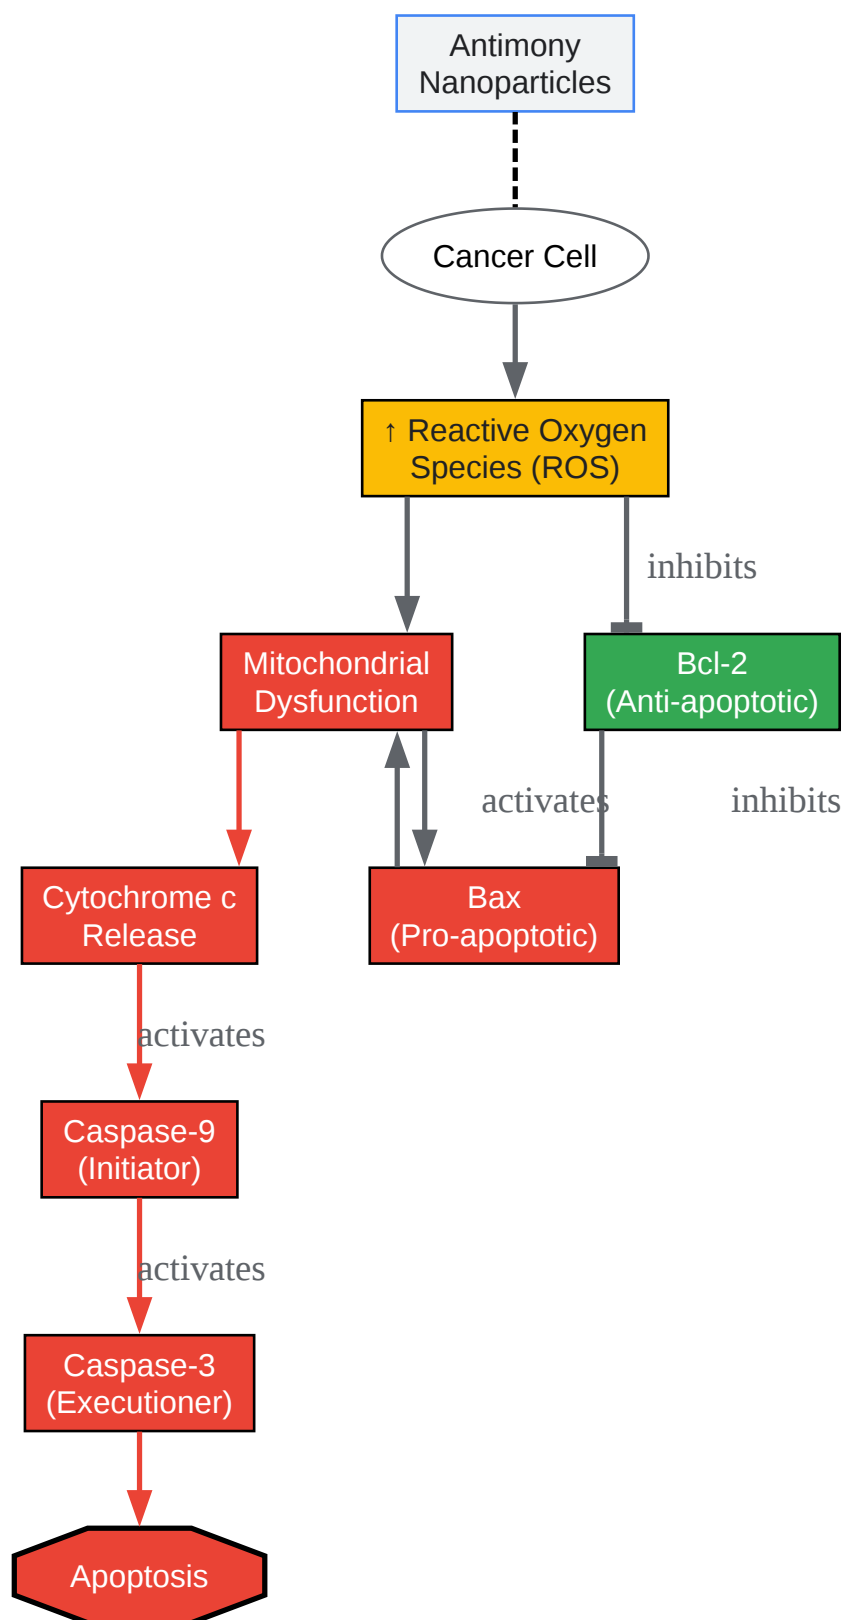 Antimony
Nanoparticles
Cancer Cell
↑ Reactive Oxygen
Species (ROS)
inhibits
Mitochondrial
Dysfunction
Bcl-2
(Anti-apoptotic)
activates
inhibits
Cytochrome c
Release
Bax
(Pro-apoptotic)
activates
Caspase-9
(Initiator)
activates
Caspase-3
(Executioner)
Apoptosis